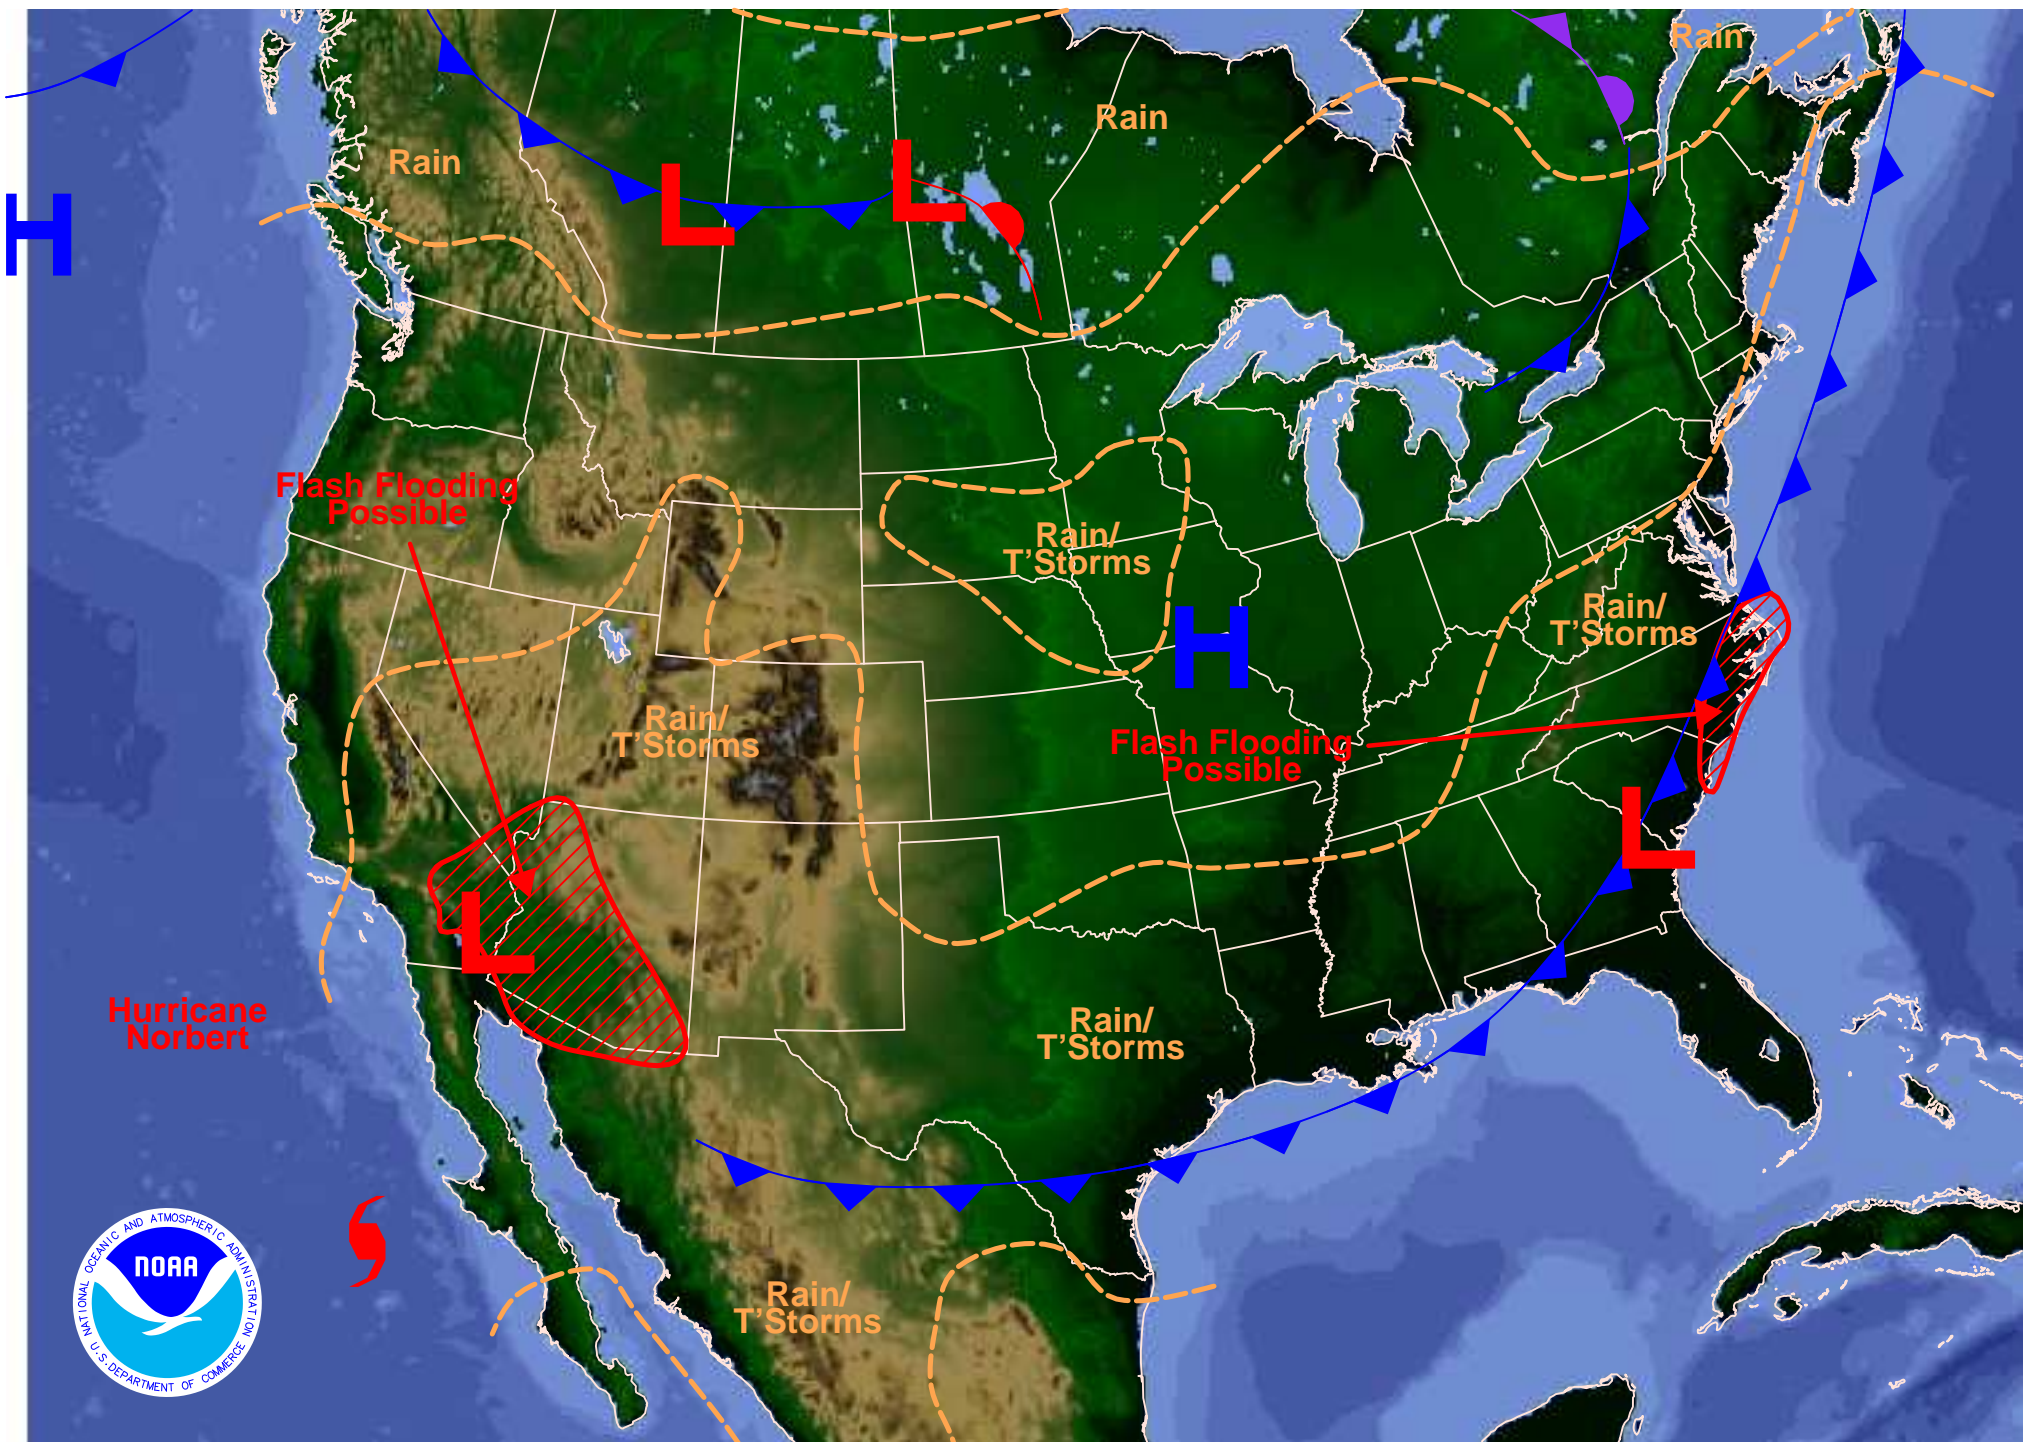 Rain
Rain
Rain
H
L
L
Flash Flooding
Possible
Rain/
T'Storms
Rain/
T'Storms
H
Rain/
T'Storms
Flash Flooding
Possible
L
L
Hurricane
Norbert
Rain/
T'Storms
Rain/
T'Storms
NATIONAL OCEANIC AND ATMOSPHERIC ADMINISTRATION
NOAA
U.S. DEPARTMENT OF COMMERCE